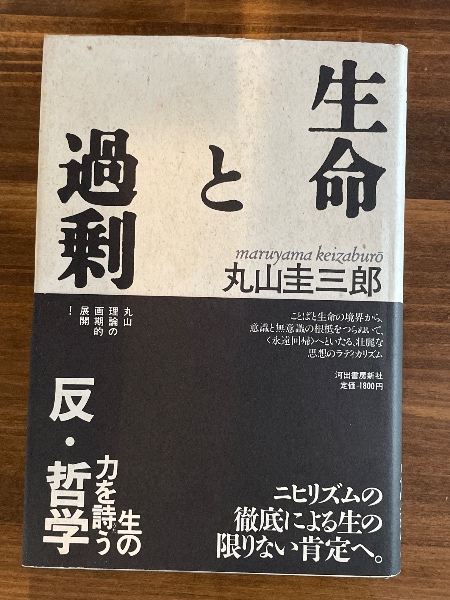 生命
と
過剰
maruyama keizaburō
丸山圭三郎
丸山
理論の
画期的
展開
!
ことばと生命の境界から、
意識と無意識の根柢をつらぬいて、
〈永遠回帰〉へといたる、壮麗な
思想のラディカリズム
河出書房新社
定価・1800円
生の
力を詩う
反・哲学
ニヒリズムの
徹底による生の
限りない肯定へ。